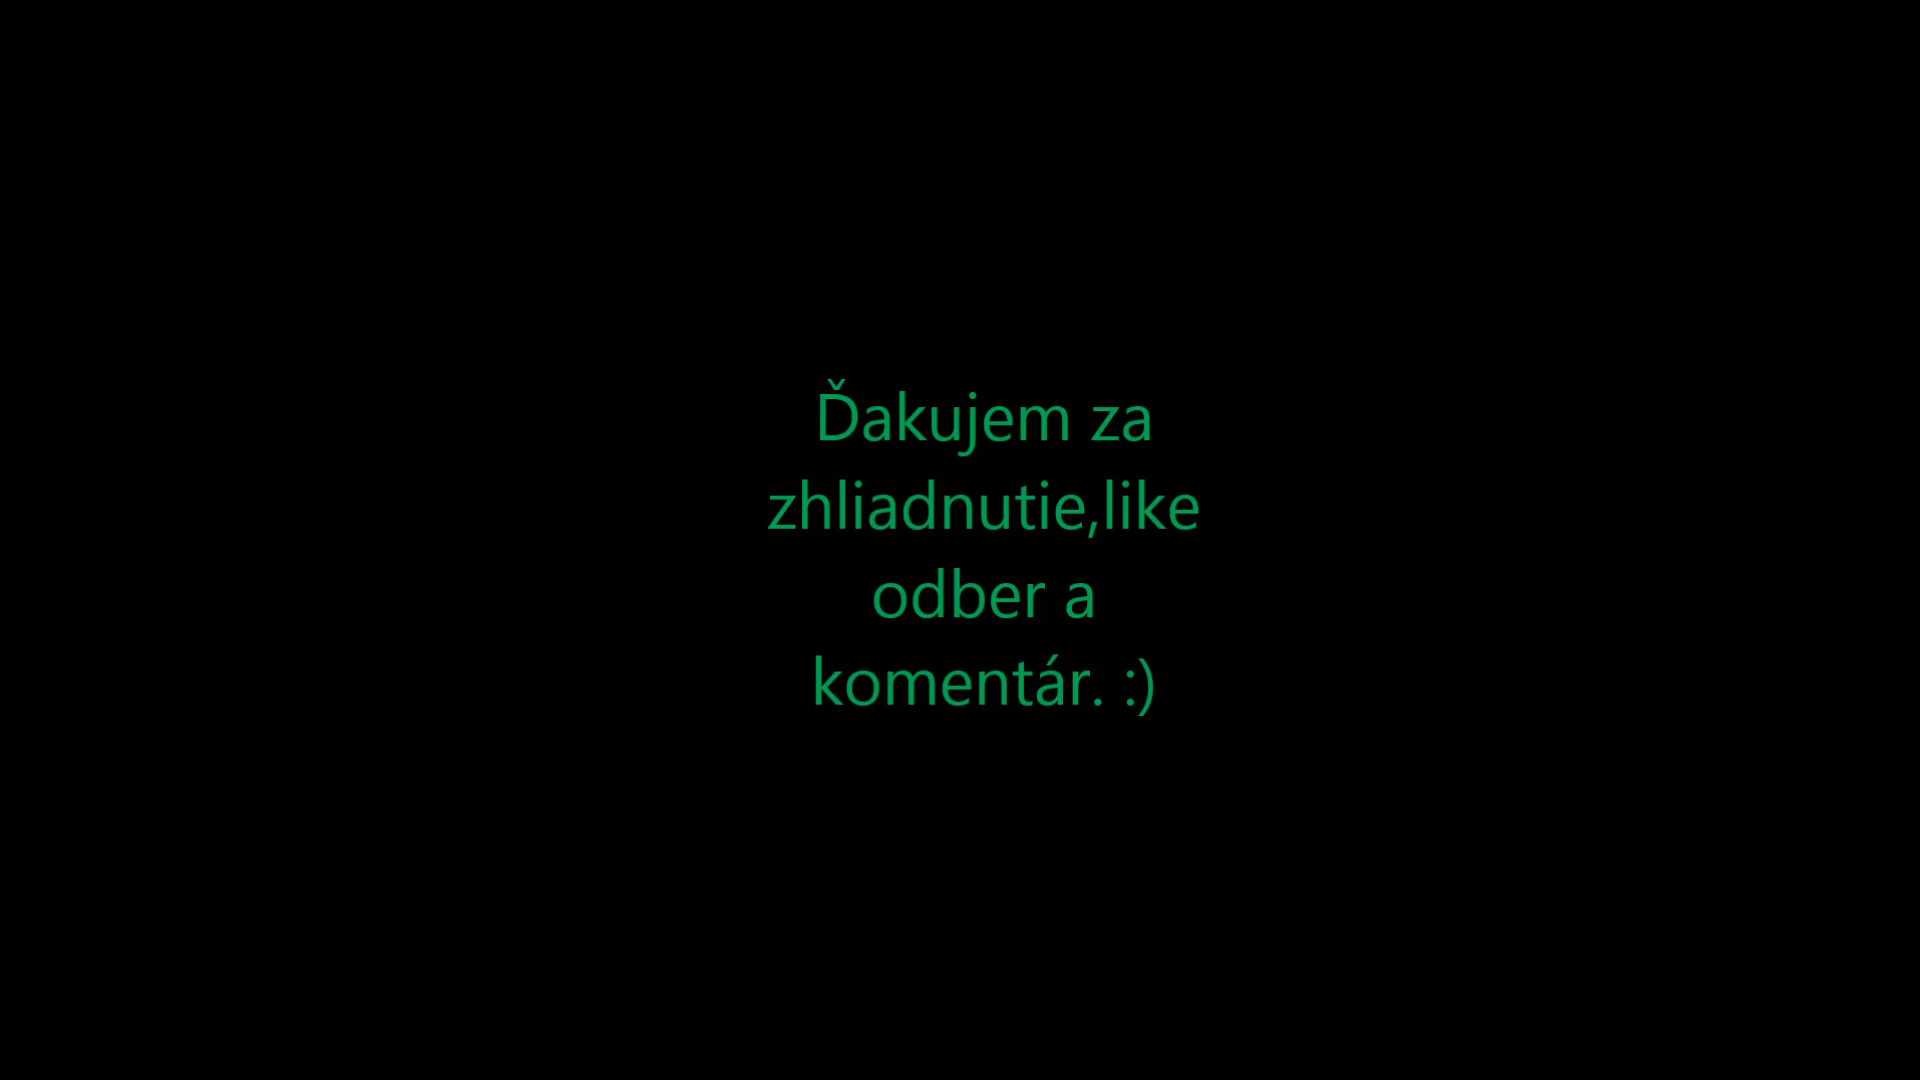 Ďakujem za
zhliadnutie,like
odber a
komentár. :)